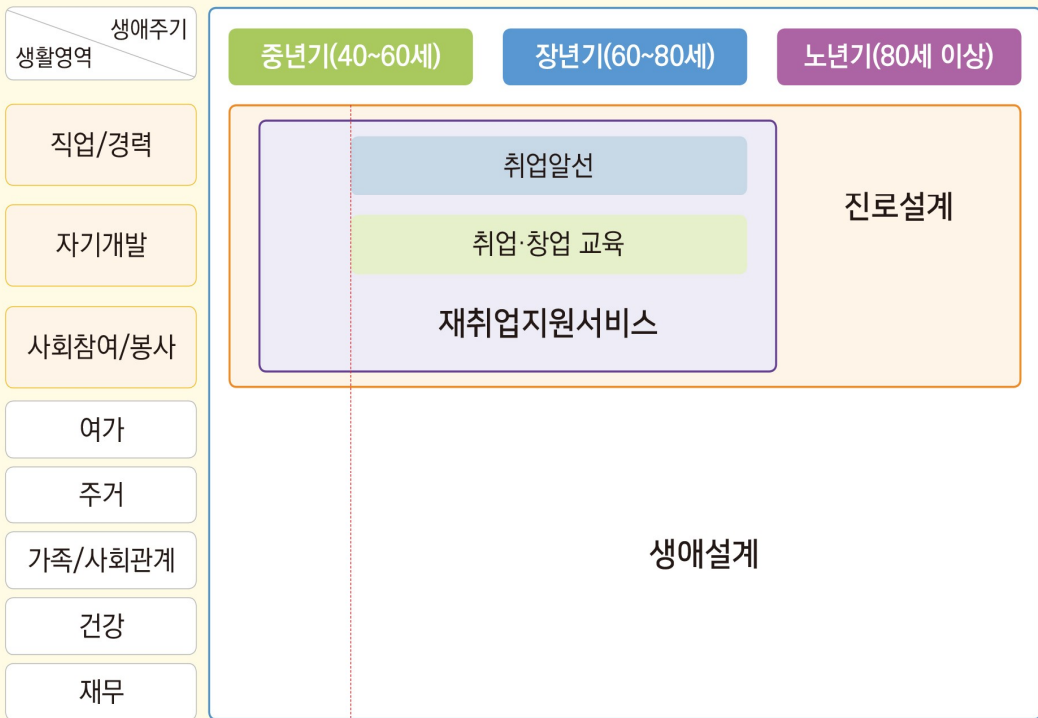 생애주기
생활영역
중년기(40~60세)
장년기(60~80세)
노년기(80세 이상)
직업/경력
자기개발
사회참여/봉사
여가
주거
가족/사회관계
건강
재무
취업알선
취업·창업 교육
재취업지원서비스
진로설계
생애설계